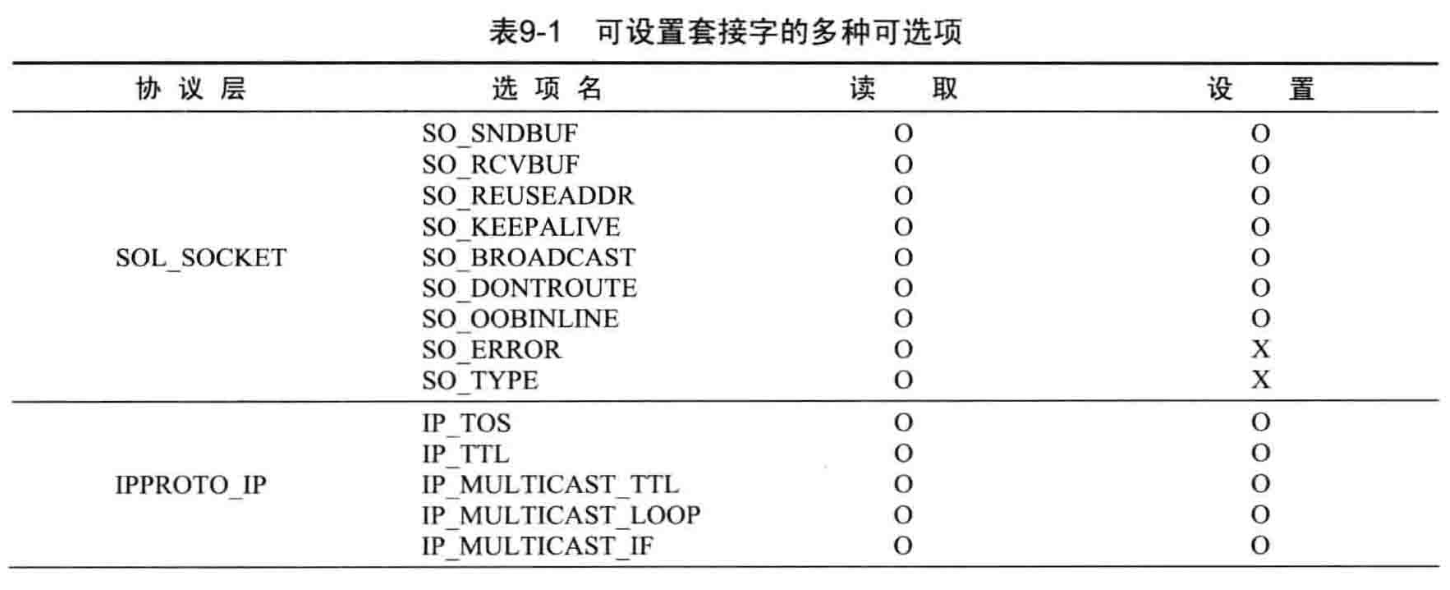 表9-1 可设置套接字的多种可选项
协议层 选项名 读取 设置
SO_SNDBUF O O
SO_RCVBUF O O
SO_REUSEADDR O O
SO_KEEPALIVE O O
SOL_SOCKET SO_BROADCAST O O
SO_DONTROUTE O O
SO_OOBINLINE O O
SO_ERROR O X
SO_TYPE O X
IP_TOS O O
IP_TTL O O
IPPROTO_IP IP_MULTICAST_TTL O O
IP_MULTICAST_LOOP O O
IP_MULTICAST_IF O O